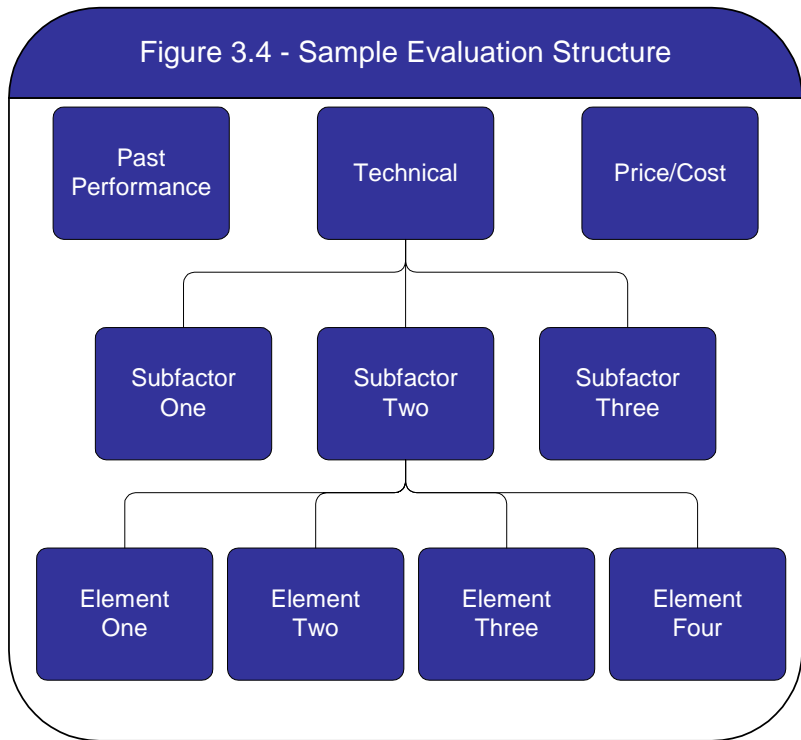 Figure 3.4 - Sample Evaluation Structure
Past
Performance
Technical
Price/Cost
Subfactor
One
Subfactor
Two
Subfactor
Three
Element
One
Element
Two
Element
Three
Element
Four